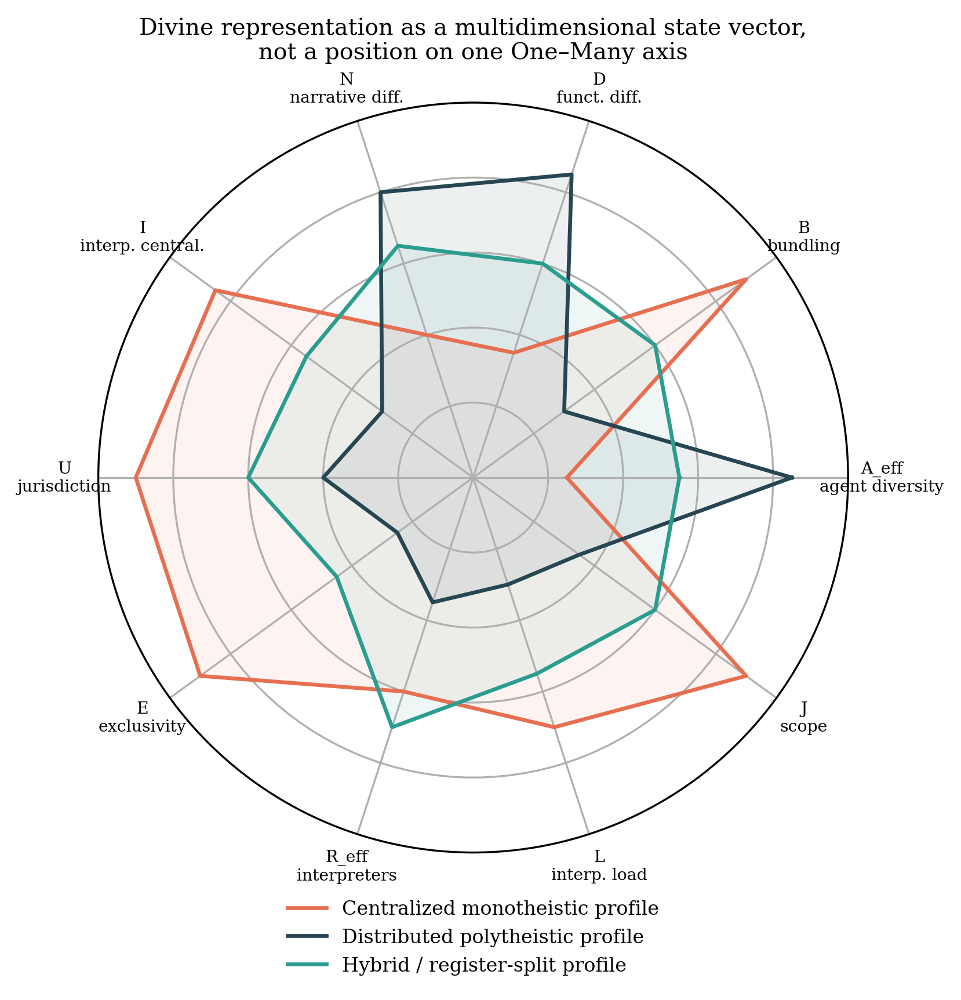 Divine representation as a multidimensional state vector,
not a position on one One–Many axis
N
narrative diff.
D
funct. diff.
I
interp. central.
B
bundling
U
jurisdiction
A_eff
agent diversity
E
exclusivity
J
scope
R_eff
interpreters
L
interp. load
Centralized monotheistic profile
Distributed polytheistic profile
Hybrid / register-split profile